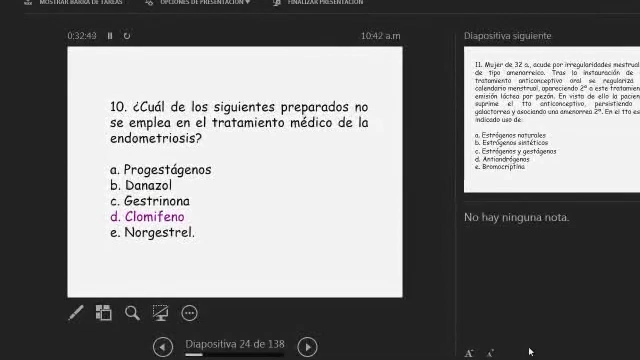 MOSTRAR BARRA DE TAREAS OPCIONES DE PRESENTACIÓN ▼ FINALIZAR PRESENTACIÓN
0:32:43 10:42 a.m
Diapositiva siguiente
10. ¿Cuál de los siguientes preparados no
se emplea en el tratamiento médico de la
endometriosis?
a. Progestágenos
b. Danazol
c. Gestrinona
d. Clomifeno
e. Norgestrel.
11. Mujer de 32 a., acude por irregularidades mestrual
de tipo amenorreico. Tras la instauración de
tratamiento anticonceptivo oral se regulariza
calendario menstrual, apareciendo 2º a este tratamien
emisión láctea por pezón. En vista de ello la pacien
suprime el tto anticonceptivo, persistiendo
galactorrea y asociando una amenorrea 2ª. En el tto es
indicado uso de:
a. Estrógenos naturales
b. Estrógenos sintéticos
c. Estrógenos y gestágenos
d. Antiandrógenos
e. Bromocriptina
No hay ninguna nota.
Diapositiva 24 de 138
A A